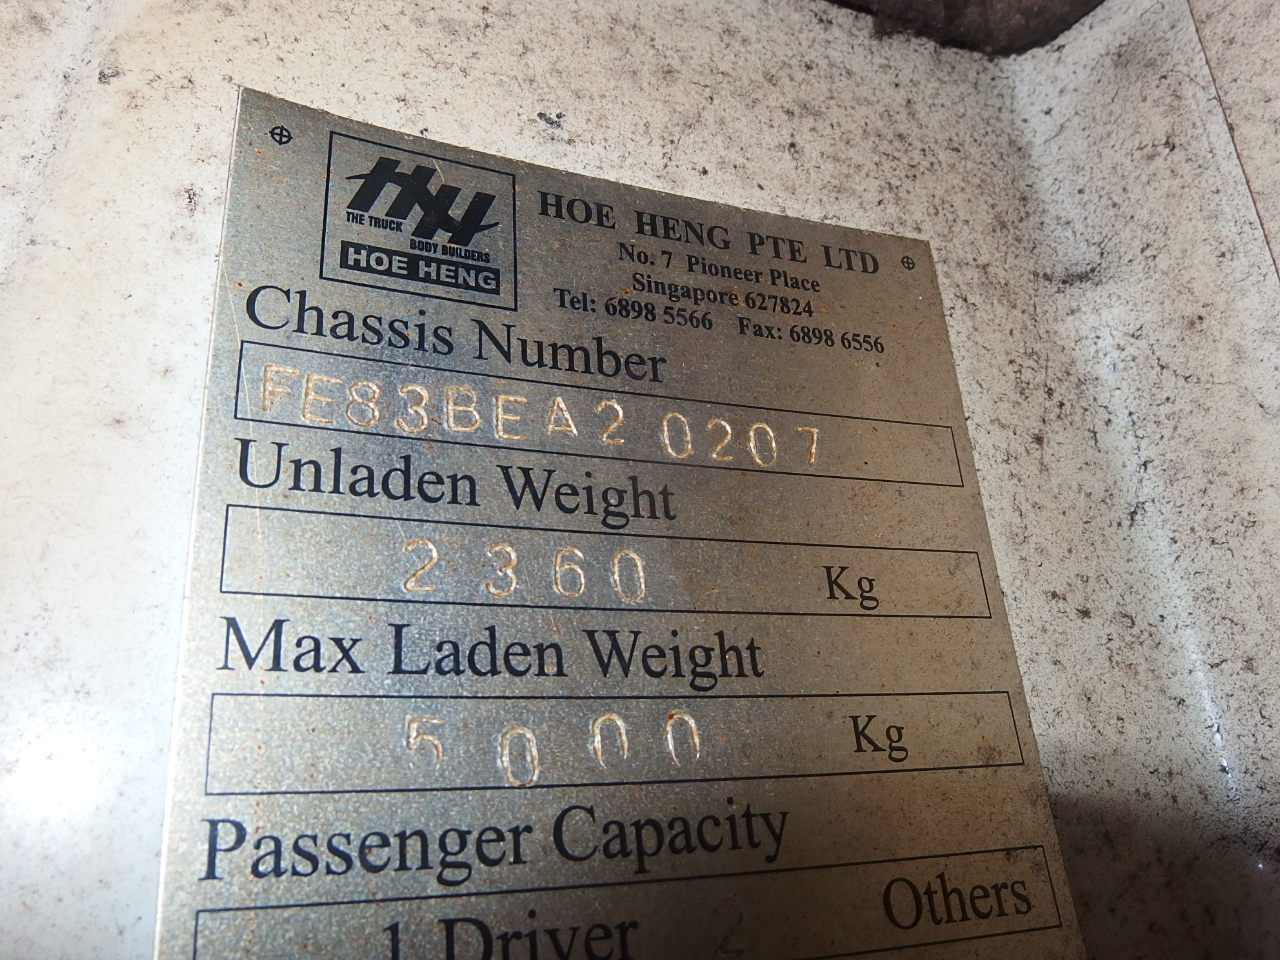 HH
THE TRUCK
BODY BUILDERS
HOE HENG
HOE HENG PTE LTD
No. 7 Pioneer Place
Singapore 627824
Tel: 6898 5566 Fax: 6898 6556
Chassis Number
FE83BEA20207
Unladen Weight
2360 Kg
Max Laden Weight
5000 Kg
Passenger Capacity
1 Driver 2 Others